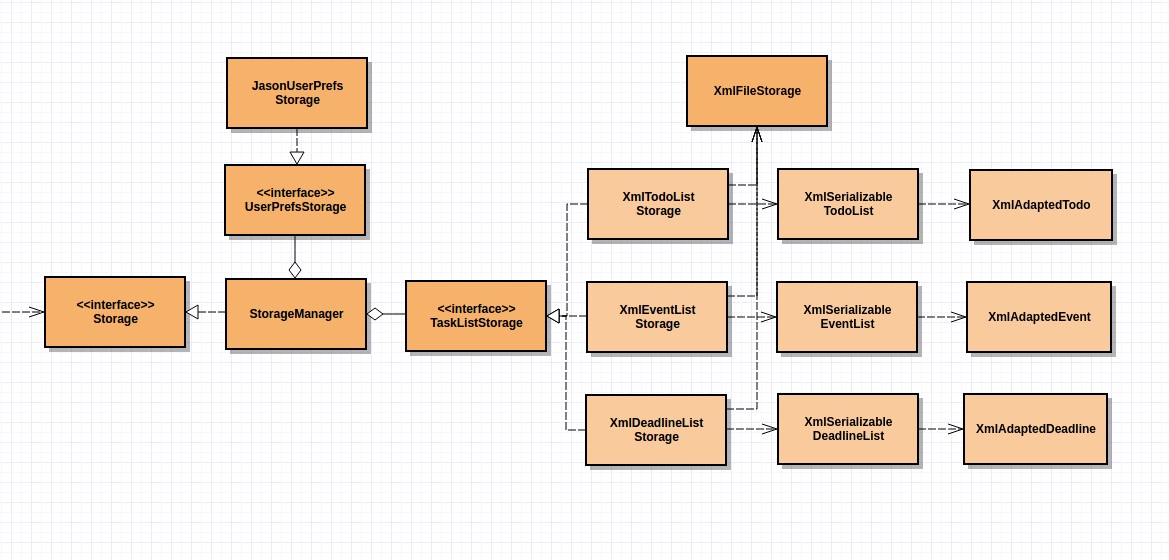 JasonUserPrefs
Storage
XmlFileStorage
<<interface>>
UserPrefsStorage
XmlTodoList
Storage
XmlSerializable
TodoList
XmlAdaptedTodo
<<interface>>
Storage
StorageManager
<<interface>>
TaskListStorage
XmlEventList
Storage
XmlSerializable
EventList
XmlAdaptedEvent
XmlDeadlineList
Storage
XmlSerializable
DeadlineList
XmlAdaptedDeadline